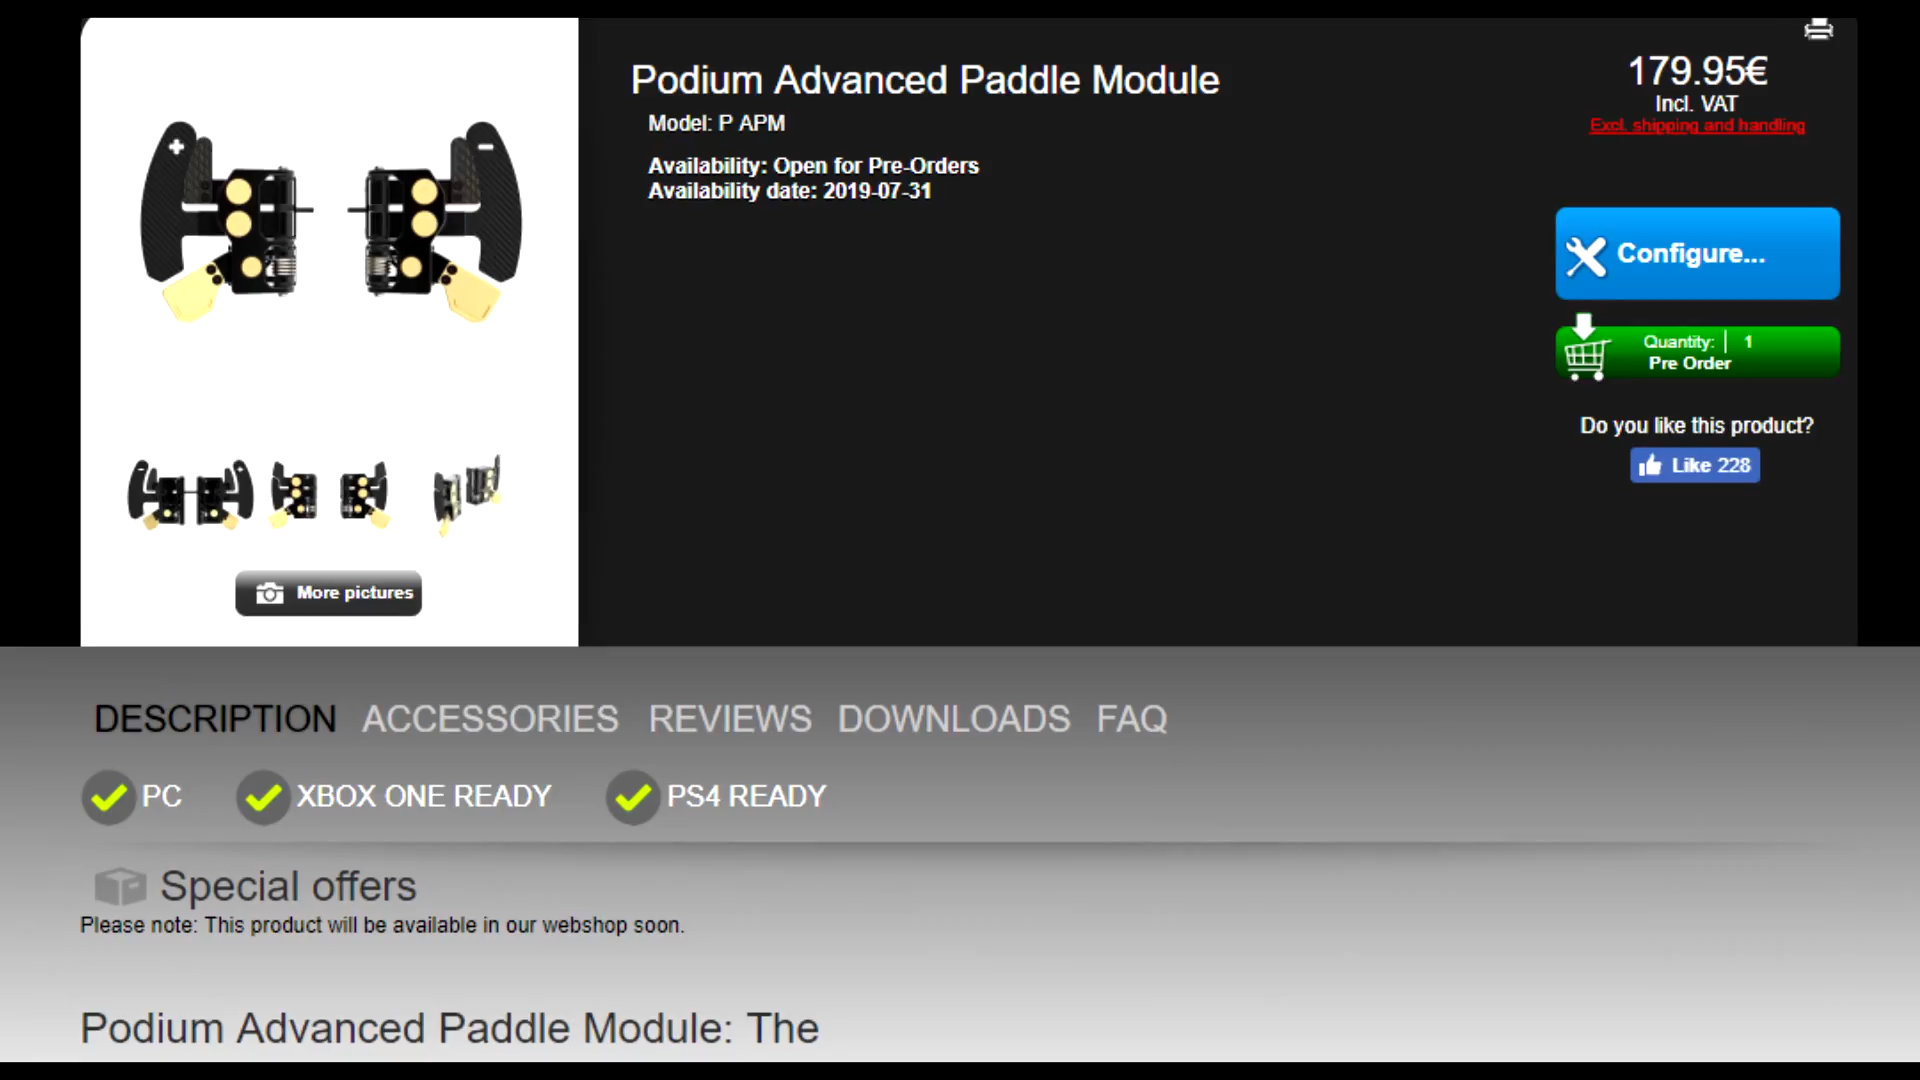 Podium Advanced Paddle Module
Model: P APM
Availability: Open for Pre-Orders
Availability date: 2019-07-31
179.95€
Incl. VAT
Excl. shipping and handling
Configure...
Quantity: 1
Pre Order
Do you like this product?
Like 228
More pictures
DESCRIPTION ACCESSORIES REVIEWS DOWNLOADS FAQ
PC XBOX ONE READY PS4 READY
Special offers
Please note: This product will be available in our webshop soon.
Podium Advanced Paddle Module: The